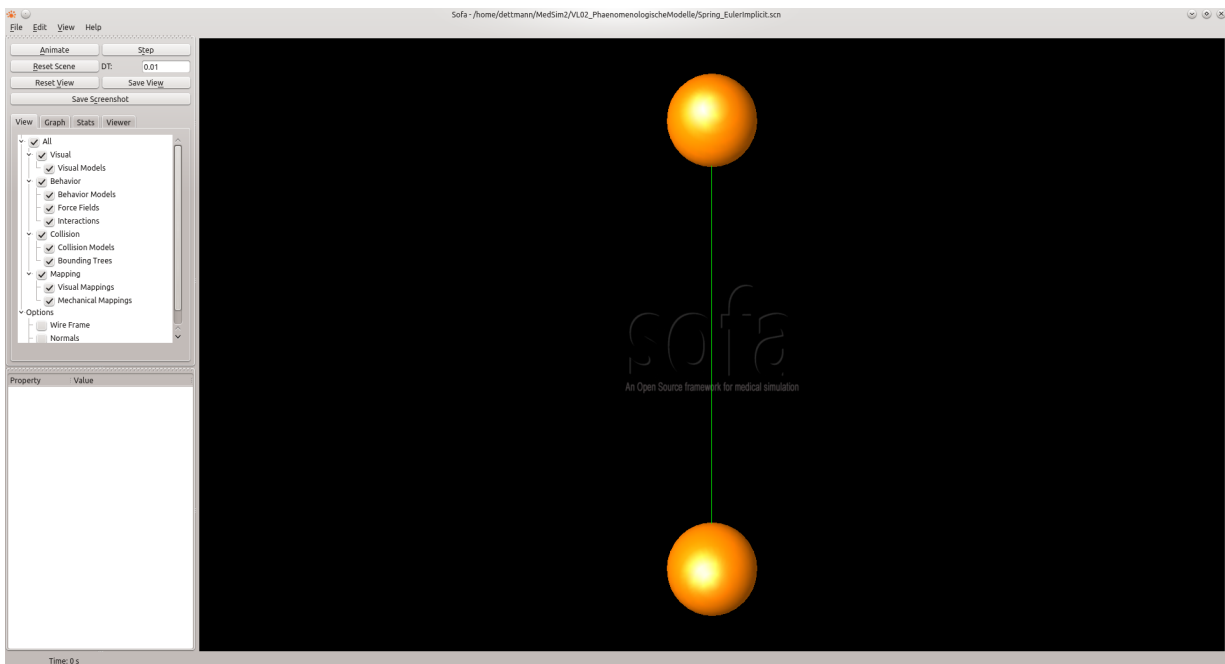 Sofa - /home/dettmann/MedSim2/VL02_PhaenomenologischeModelle/Spring_EulerImplicit.scn
File Edit View Help
Animate Step
Reset Scene DT: 0.01
Reset View Save View
Save Screenshot
View Graph Stats Viewer
All
Visual
Visual Models
Behavior
Behavior Models
Force Fields
Interactions
Collision
Collision Models
Bounding Trees
Mapping
Visual Mappings
Mechanical Mappings
Options
Wire Frame
Normals
sofa
An Open Source framework for medical simulation
Property Value
Time: 0 s